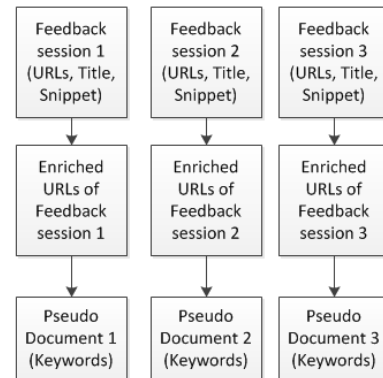 Feedback
session 1
(URLs, Title,
Snippet)
Feedback
session 2
(URLs, Title,
Snippet)
Feedback
session 3
(URLs, Title,
Snippet)
Enriched
URLs of
Feedback
session 1
Enriched
URLs of
Feedback
session 2
Enriched
URLs of
Feedback
session 3
Pseudo
Document 1
(Keywords)
Pseudo
Document 2
(Keywords)
Pseudo
Document 3
(Keywords)